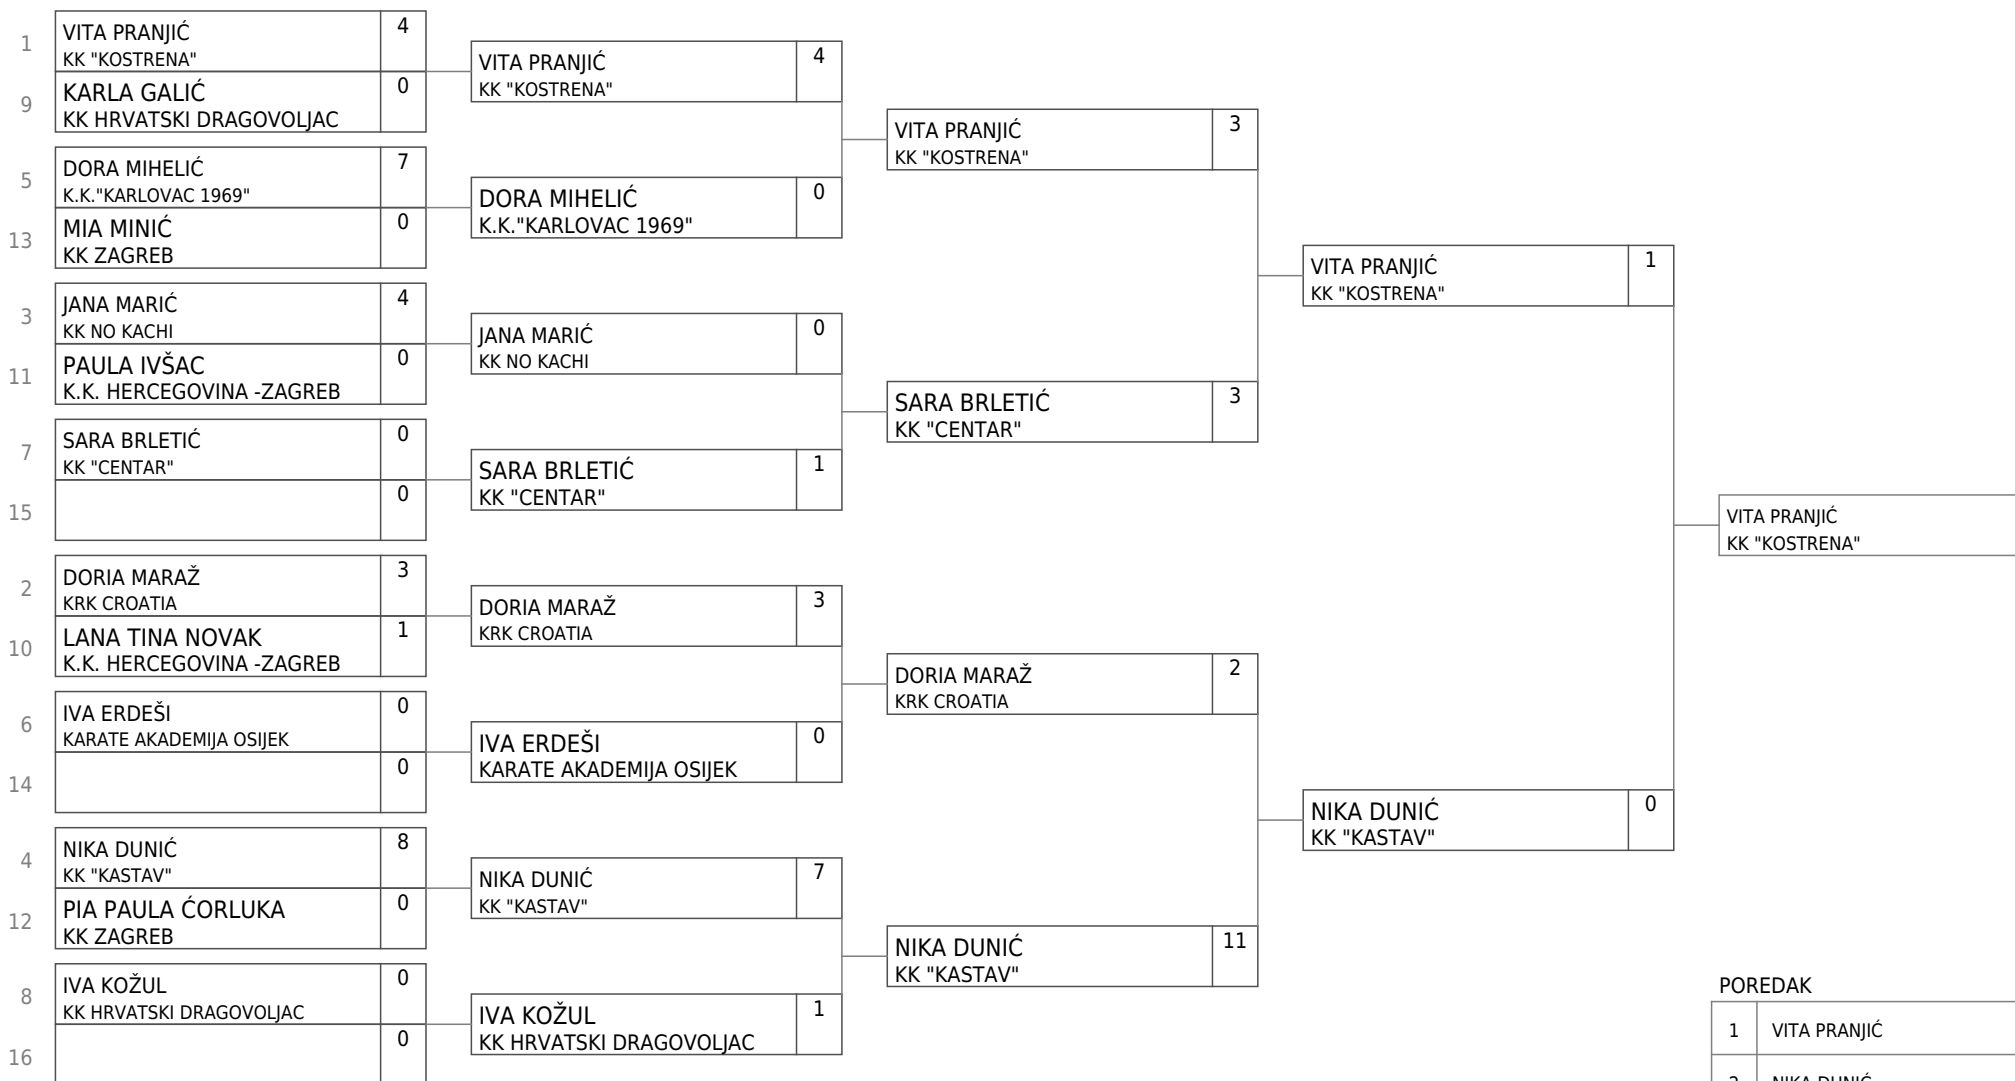 1
VITA PRANJIĆ
KK "KOSTRENA"
4
9
KARLA GALIĆ
KK HRVATSKI DRAGOVOLJAC
0
5
DORA MIHELIĆ
K.K."KARLOVAC 1969"
7
13
MIA MINIĆ
KK ZAGREB
0
3
JANA MARIĆ
KK NO KACHI
4
11
PAULA IVŠAC
K.K. HERCEGOVINA -ZAGREB
0
7
SARA BRLETIĆ
KK "CENTAR"
0
15
0
2
DORIA MARAŽ
KRK CROATIA
3
10
LANA TINA NOVAK
K.K. HERCEGOVINA -ZAGREB
1
6
IVA ERDEŠI
KARATE AKADEMIJA OSIJEK
0
14
0
4
NIKA DUNIĆ
KK "KASTAV"
8
12
PIA PAULA ĆORLUKA
KK ZAGREB
0
8
IVA KOŽUL
KK HRVATSKI DRAGOVOLJAC
0
16
0
VITA PRANJIĆ
KK "KOSTRENA"
4
DORA MIHELIĆ
K.K."KARLOVAC 1969"
0
JANA MARIĆ
KK NO KACHI
0
SARA BRLETIĆ
KK "CENTAR"
1
DORIA MARAŽ
KRK CROATIA
3
IVA ERDEŠI
KARATE AKADEMIJA OSIJEK
0
NIKA DUNIĆ
KK "KASTAV"
7
IVA KOŽUL
KK HRVATSKI DRAGOVOLJAC
1
VITA PRANJIĆ
KK "KOSTRENA"
3
SARA BRLETIĆ
KK "CENTAR"
3
DORIA MARAŽ
KRK CROATIA
2
NIKA DUNIĆ
KK "KASTAV"
11
VITA PRANJIĆ
KK "KOSTRENA"
1
NIKA DUNIĆ
KK "KASTAV"
0
VITA PRANJIĆ
KK "KOSTRENA"
POREDAK
1 VITA PRANJIĆ
2 NIKA DUNIĆ